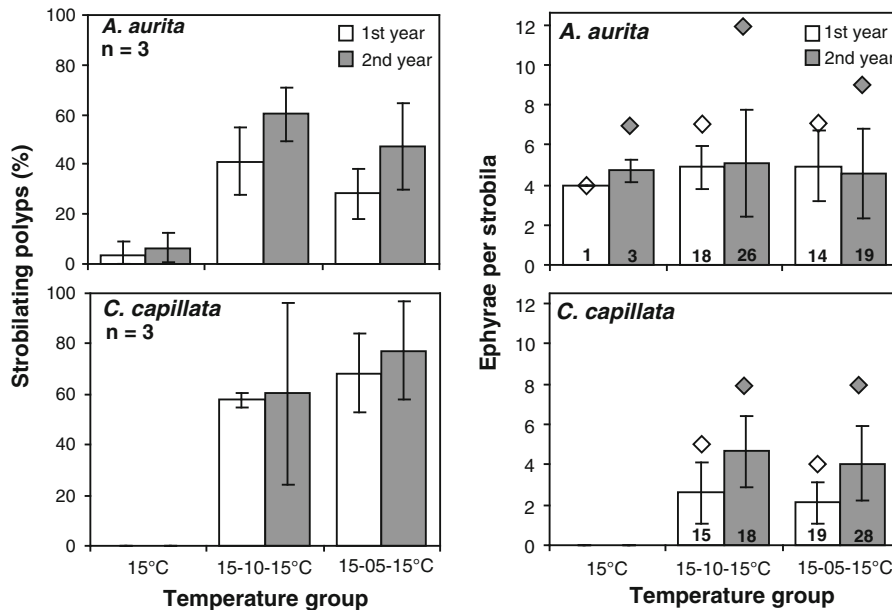 A. aurita
n = 3
1st year
2nd year
100
80
60
40
20
0
C. capillata
n = 3
100
80
60
40
20
0
Strobilating polyps (%)
15°C
15-10-15°C
15-05-15°C
Temperature group
A. aurita
1st year
2nd year
12
10
8
6
4
2
0
1
3
18
26
14
19
C. capillata
12
10
8
6
4
2
0
15
18
19
28
Ephyrae per strobila
15°C
15-10-15°C
15-05-15°C
Temperature group